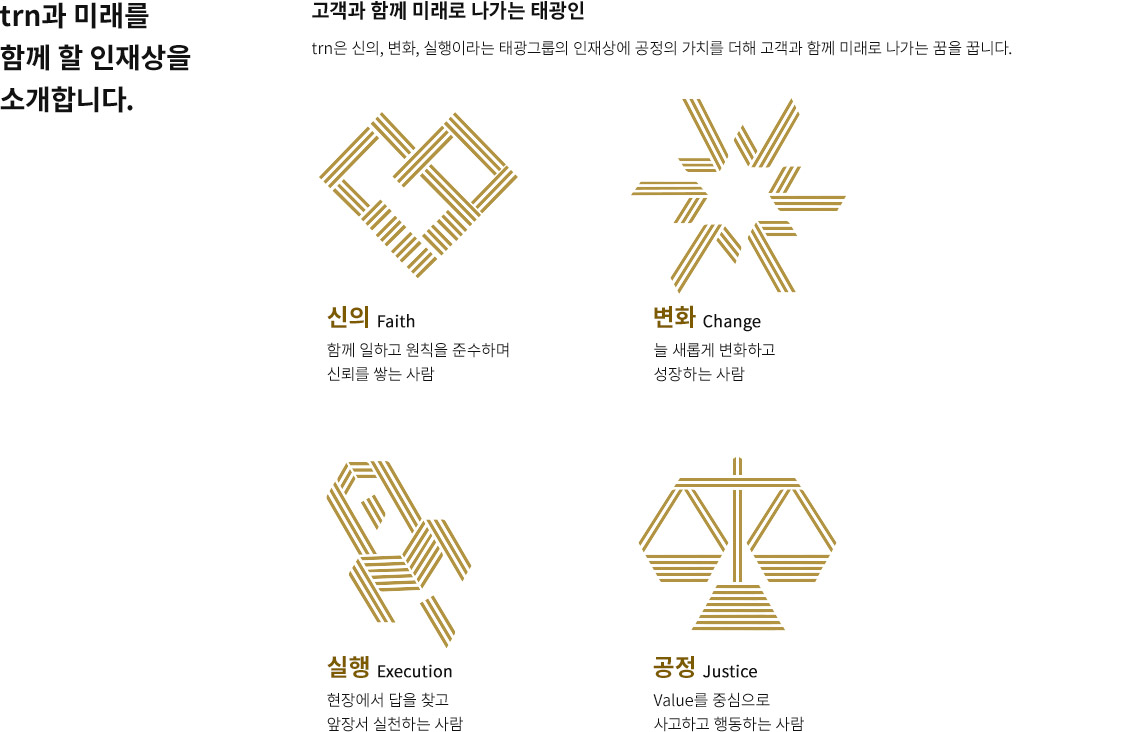 trn과 미래를
함께 할 인재상을
소개합니다.
고객과 함께 미래로 나가는 태광인
trn은 신의, 변화, 실행이라는 태광그룹의 인재상에 공정의 가치를 더해 고객과 함께 미래로 나가는 꿈을 꿉니다.
신의 Faith
함께 일하고 원칙을 준수하며
신뢰를 쌓는 사람
변화 Change
늘 새롭게 변화하고
성장하는 사람
실행 Execution
현장에서 답을 찾고
앞장서 실천하는 사람
공정 Justice
Value를 중심으로
사고하고 행동하는 사람